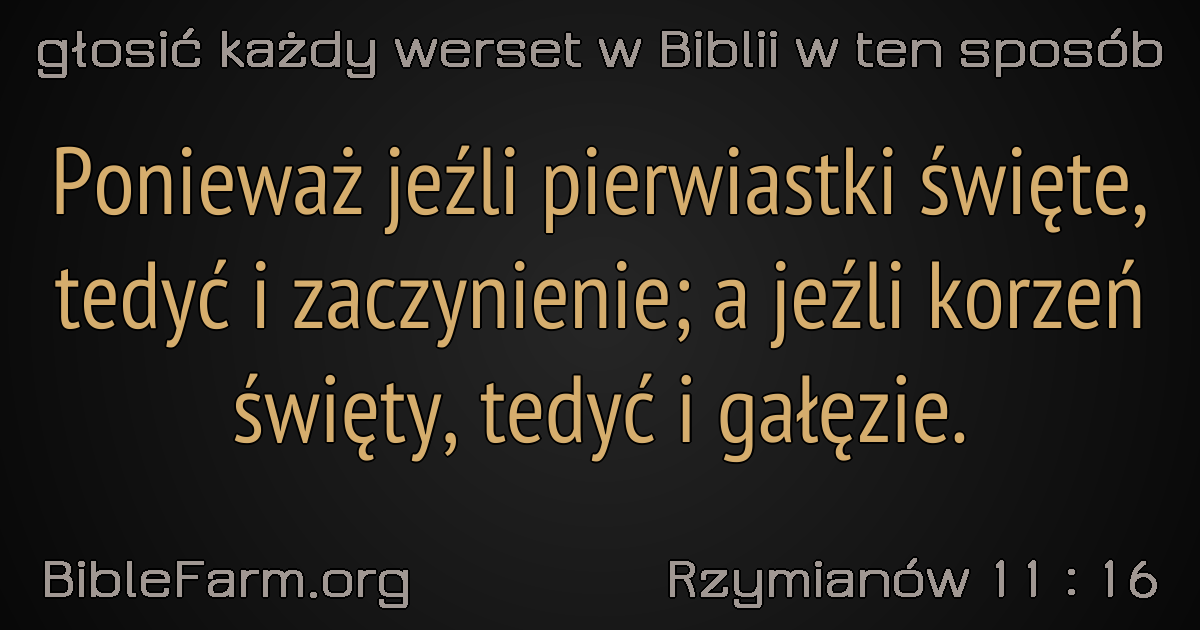 głosić każdy werset w Biblii w ten sposób
Ponieważ jeźli pierwiastki święte,
tedyć i zaczynienie; a jeźli korzeń
święty, tedyć i gałęzie.
BibleFarm.org
Rzymianów 11 : 16